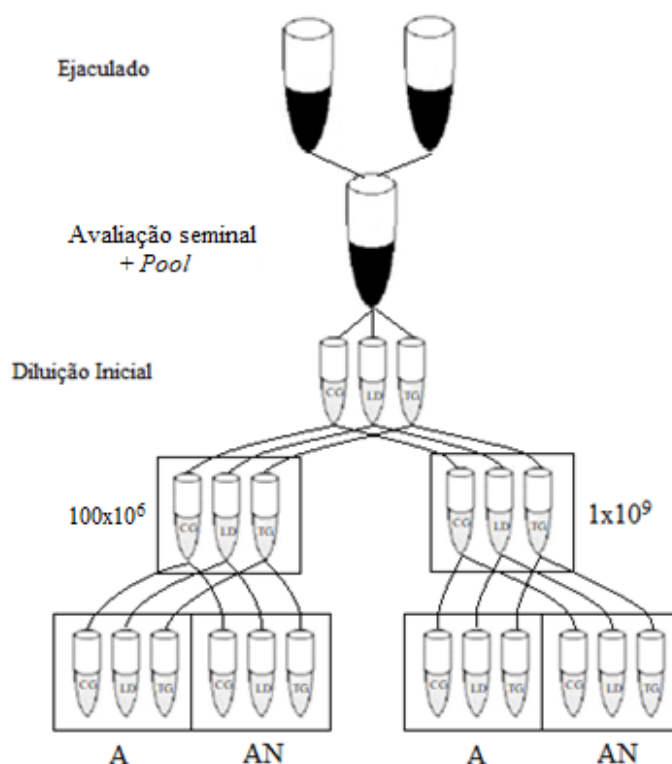 Ejaculado
Avaliação seminal
+ Pool
Diluição Inicial
CG LD TG
100x10⁶
CG LD TG
CG LD TG
1x10⁹
CG LD TG CG LD TG
CG LD TG CG LD TG
A AN A AN